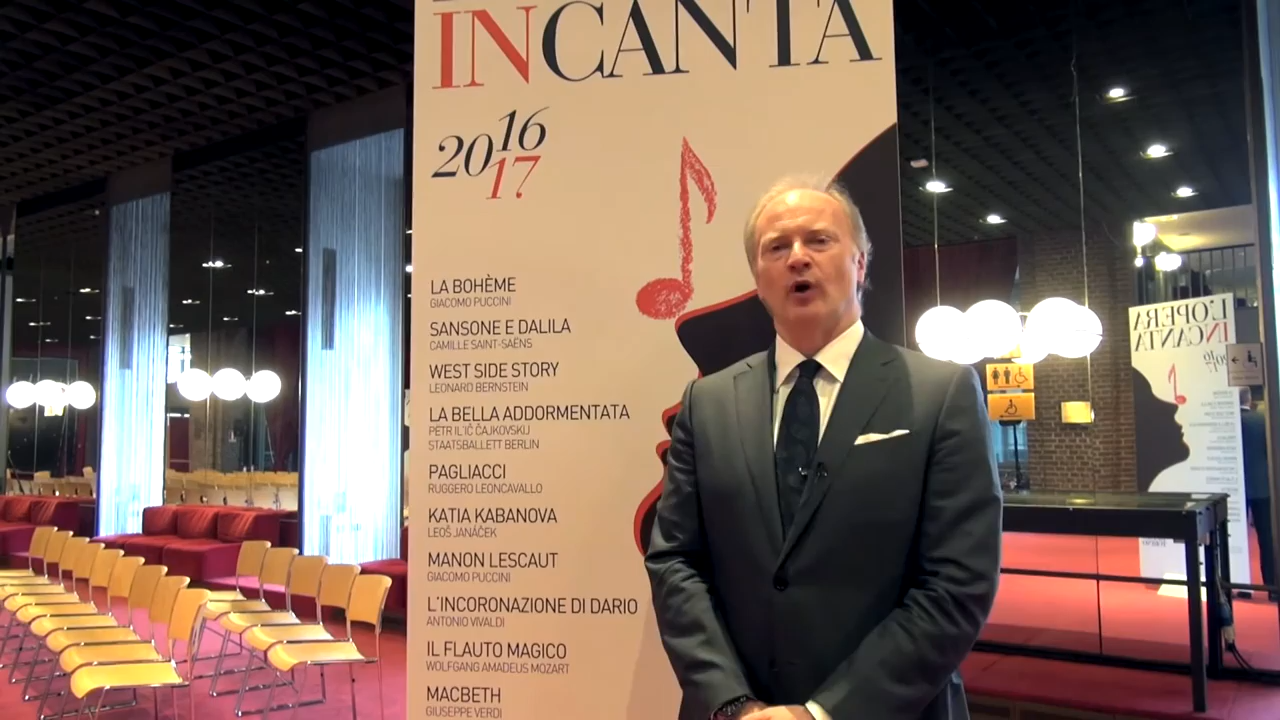 INCANTA
2016
17
LA BOHÈME
GIACOMO PUCCINI
SANSONE E DALILA
CAMILLE SAINT-SAËNS
WEST SIDE STORY
LEONARD BERNSTEIN
LA BELLA ADDORMENTATA
PËTR IL'IČ ČAJKOVSKIJ
STAATSBALLETT BERLIN
PAGLIACCI
RUGGERO LEONCAVALLO
KATIA KABANOVA
LEOŠ JANÁČEK
MANON LESCAUT
GIACOMO PUCCINI
L'INCORONAZIONE DI DARIO
ANTONIO VIVALDI
IL FLAUTO MAGICO
WOLFGANG AMADEUS MOZART
MACBETH
GIUSEPPE VERDI
L'OPERA
INCANTA
2016